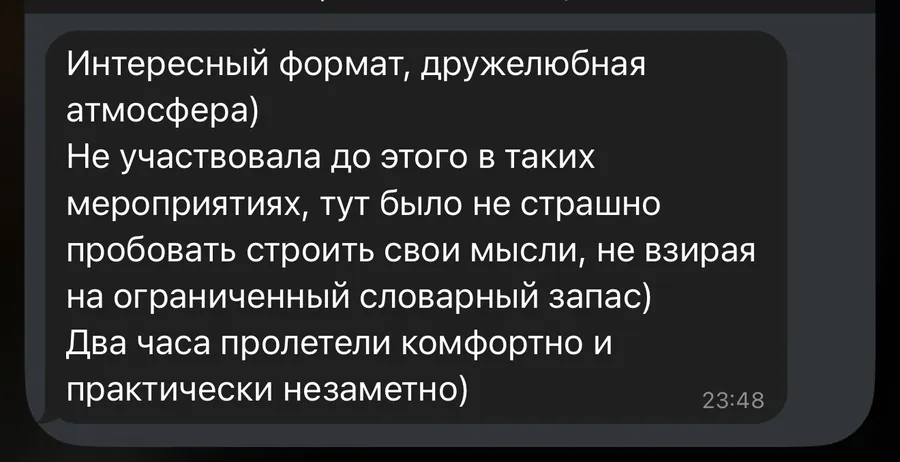 Интересный формат, дружелюбная
атмосфера)
Не участвовала до этого в таких
мероприятиях, тут было не страшно
пробовать строить свои мысли, не взирая
на ограниченный словарный запас)
Два часа пролетели комфортно и
практически незаметно)
23:48